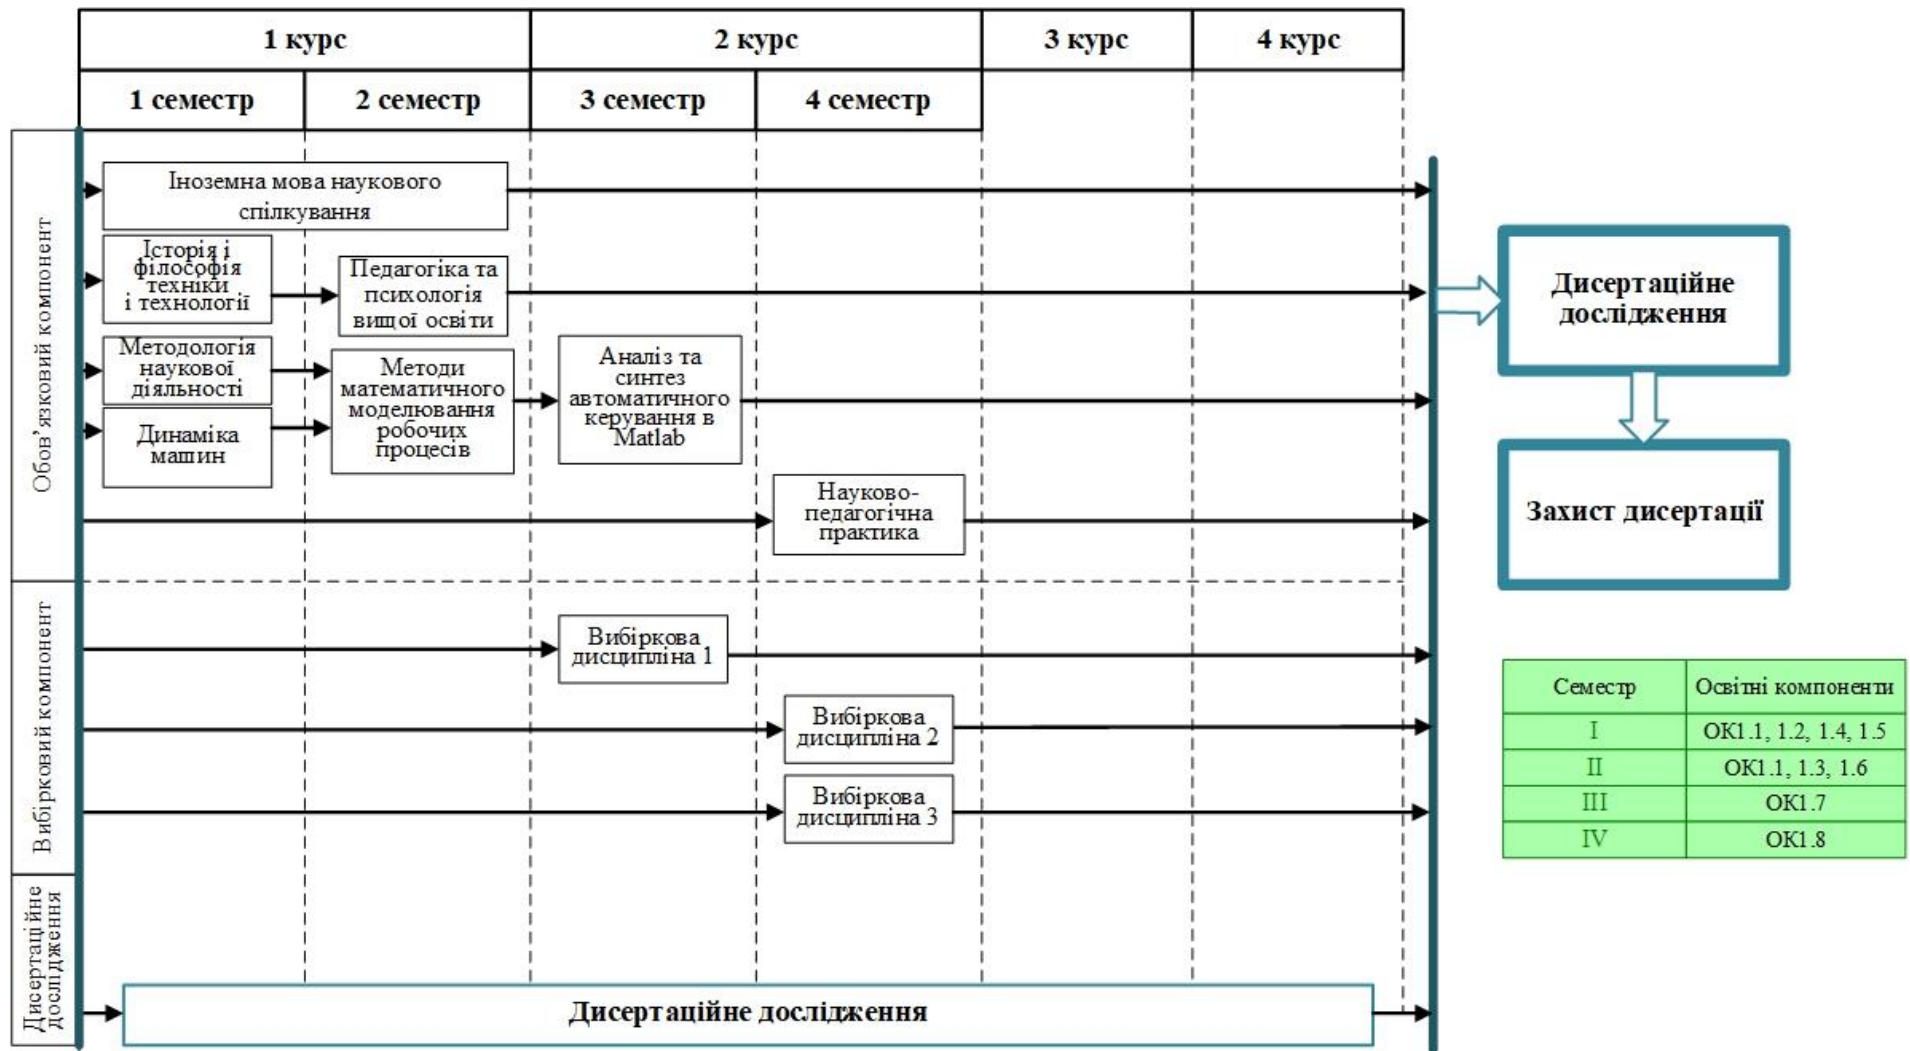 1 курс
2 курс
3 курс
4 курс
1 семестр
2 семестр
3 семестр
4 семестр
Обов’язковий компонент
Іноземна мова наукового
спілкування
Історія і
філософія
техніки
і технології
Педагогіка та
психологія
вищої освіти
Методологія
наукової
діяльності
Динаміка
машин
Методи
математичного
моделювання
робочих
процесів
Аналіз та
синтез
автоматичного
керування в
Matlab
Науково-
педагогічна
практика
Вибірковий компонент
Вибіркова
дисципліна 1
Вибіркова
дисципліна 2
Вибіркова
дисципліна 3
Дисертаційне
дослідження
Дисертаційне дослідження
Дисертаційне
дослідження
Захист дисертації
Семестр
Освітні компоненти
I
ОК1.1, 1.2, 1.4, 1.5
II
ОК1.1, 1.3, 1.6
III
ОК1.7
IV
ОК1.8